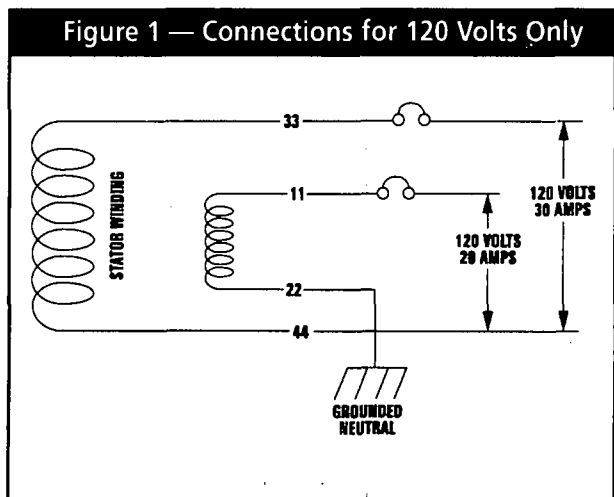 Figure 1 — Connections for 120 Volts Only
33
STATOR WINDING
11
120 VOLTS
30 AMPS
120 VOLTS
20 AMPS
22
44
GROUNDED
NEUTRAL